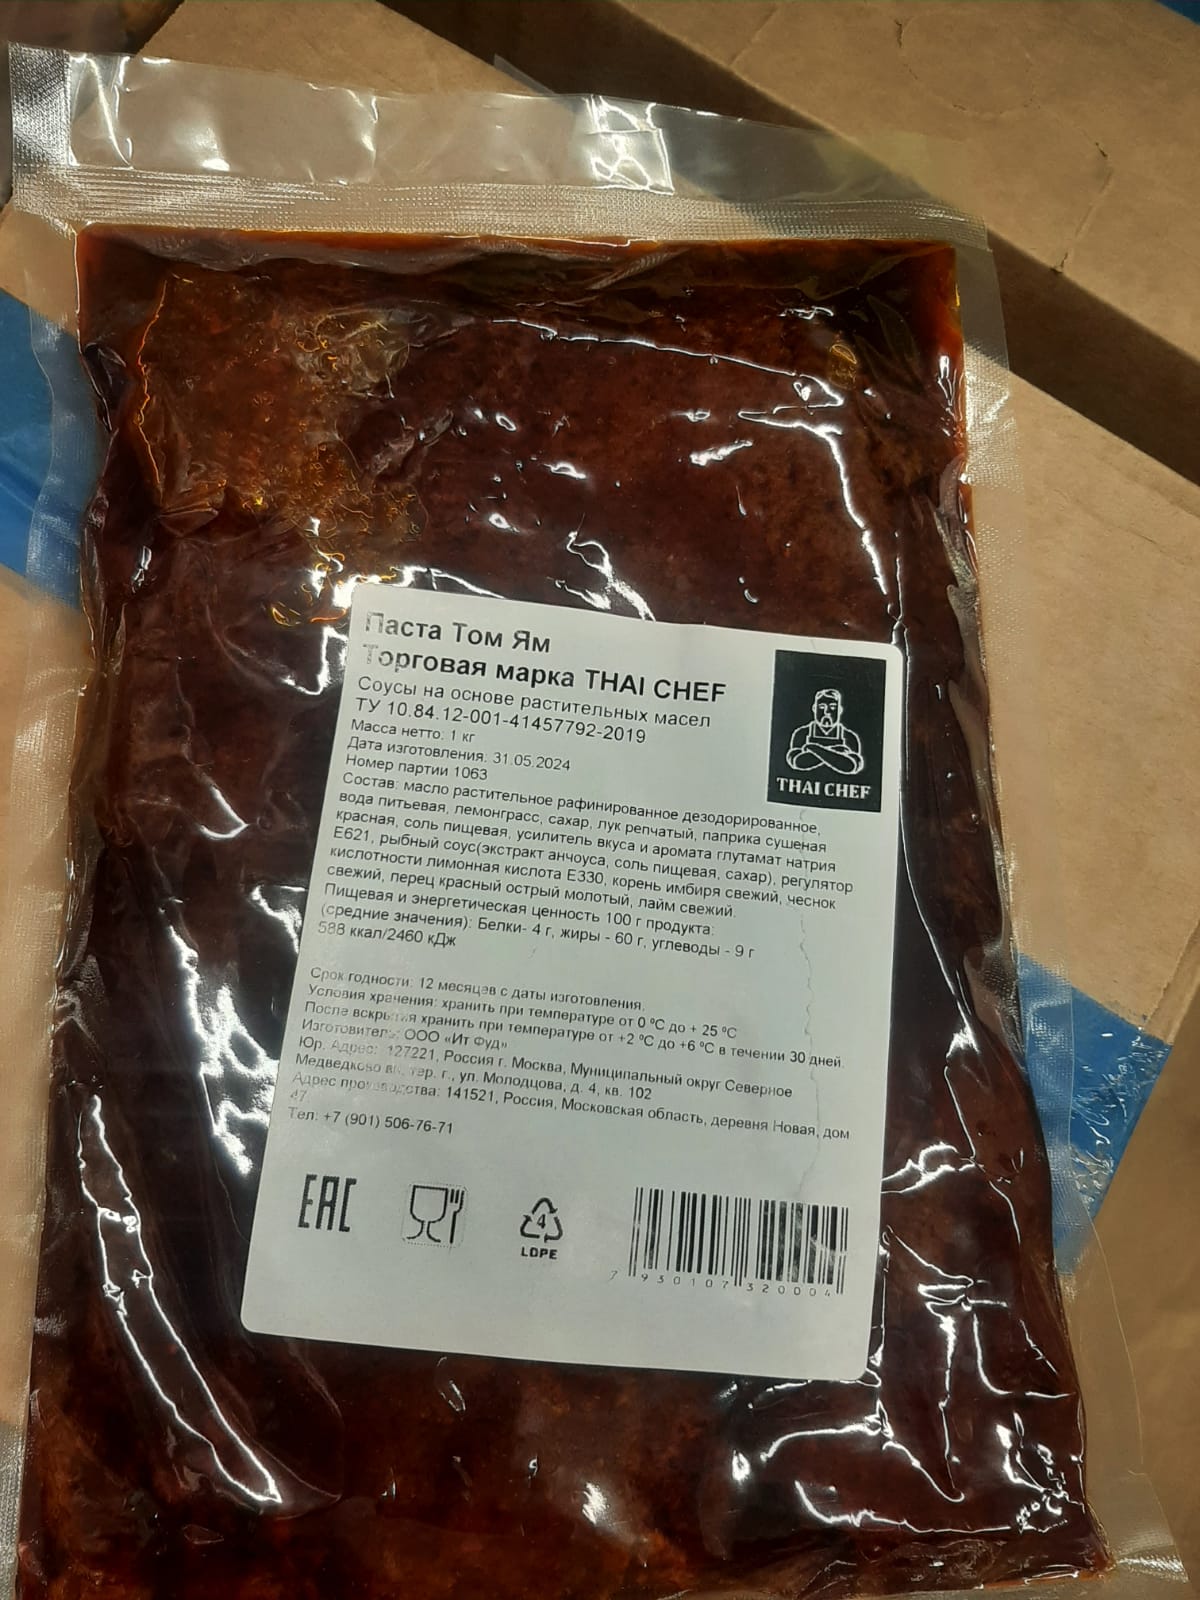 Паста Том Ям
Торговая марка THAI CHEF
Соусы на основе растительных масел
ТУ 10.84.12-001-41457792-2019
Масса нетто: 1 кг
Дата изготовления: 31.05.2024
Номер партии 1063
Состав: масло растительное рафинированное дезодорированное,
вода питьевая, лемонграсс, сахар, лук репчатый, паприка сушеная
красная, соль пищевая, усилитель вкуса и аромата глутамат натрия
Е621, рыбный соус(экстракт анчоуса, соль пищевая, сахар), регулятор
кислотности лимонная кислота Е330, корень имбиря свежий, чеснок
свежий, перец красный острый молотый, лайм свежий.
Пищевая и энергетическая ценность 100 г продукта:
(средние значения): Белки- 4 г, жиры - 60 г, углеводы - 9 г
588 ккал/2460 кДж
Срок годности: 12 месяцев с даты изготовления.
Условия хранения: хранить при температуре от 0 ºС до + 25 ºС
После вскрытия хранить при температуре от +2 ºС до +6 ºС в течении 30 дней.
Изготовитель: ООО «Ит Фуд»
Юр. Адрес: 127221, Россия г. Москва, Муниципальный округ Северное
Медведково вн. тер. г., ул. Молодцова, д. 4, кв. 102
Адрес производства: 141521, Россия, Московская область, деревня Новая, дом
47.
Тел: +7 (901) 506-76-71
THAI CHEF
EAC
4
LDPE
7 930107 320004